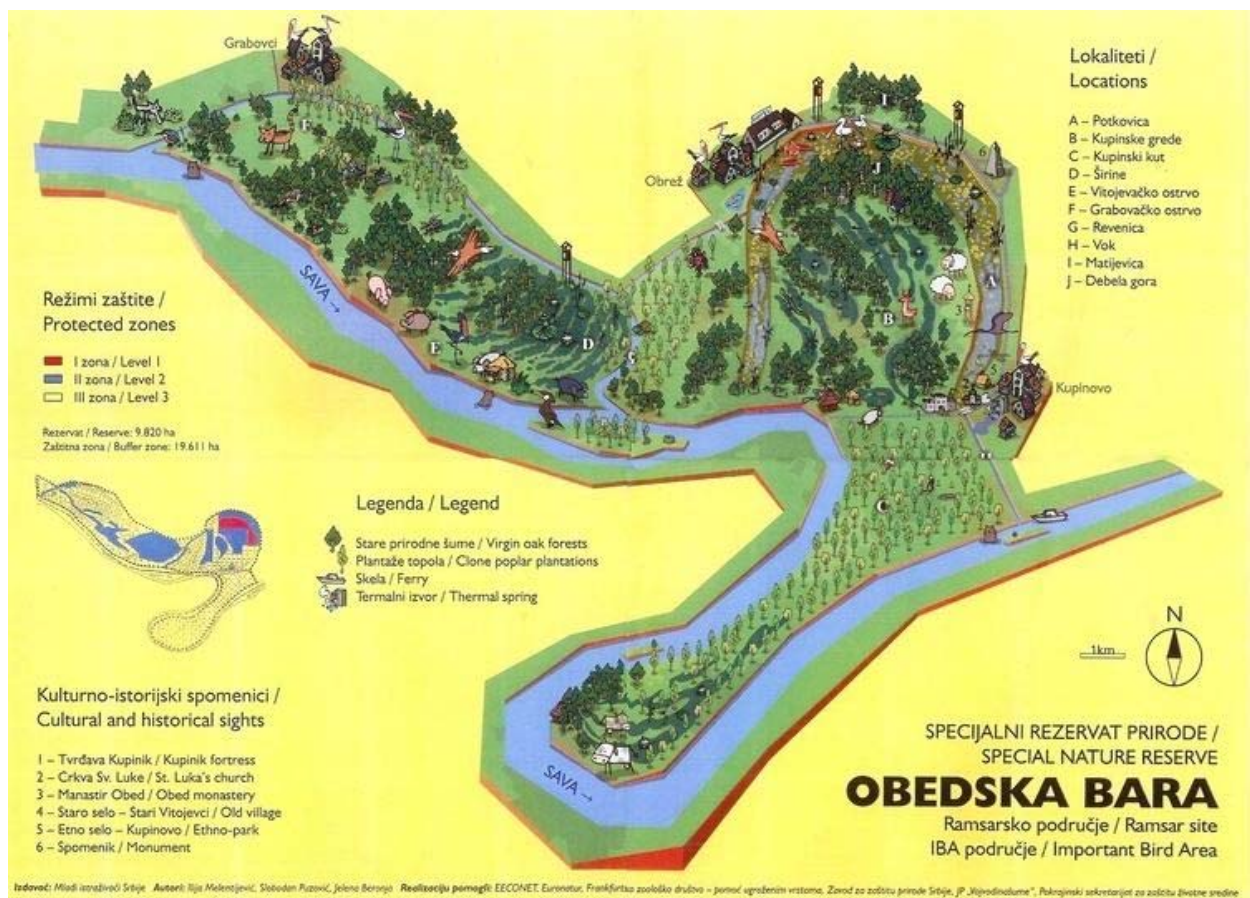 Grabovci
Obrež
Kupinovo
SAVA →
Lokaliteti /
Locations
A – Potkovica
B – Kupinske grede
C – Kupinski kut
D – Širine
E – Vitojevačko ostrvo
F – Grabovačko ostrvo
G – Revenica
H – Vok
I – Matijevica
J – Debela gora
F
I
J
A
B
D
E
3
6
5
G
H
C
Režimi zaštite /
Protected zones
I zona / Level 1
II zona / Level 2
III zona / Level 3
Rezervat / Reserve: 9.820 ha
Zaštitna zona / Buffer zone: 19.611 ha
Legenda / Legend
Stare prirodne šume / Virgin oak forests
Plantaže topola / Clone poplar plantations
Skela / Ferry
Termalni izvor / Thermal spring
Kulturno-istorijski spomenici /
Cultural and historical sights
1 – Tvrđava Kupinik / Kupinik fortress
2 – Crkva Sv. Luke / St. Luka's church
3 – Manastir Obed / Obed monastery
4 – Staro selo – Stari Vitojevci / Old village
5 – Etno selo – Kupinovo / Ethno-park
6 – Spomenik / Monument
SAVA →
1km
N
SPECIJALNI REZERVAT PRIRODE /
SPECIAL NATURE RESERVE
OBEDSKA BARA
Ramsarsko područje / Ramsar site
IBA područje / Important Bird Area
Izdavač: Mladi istraživači Srbije Autori: Ilija Melentijević, Slobodan Puzović, Jelena Beronja Realizaciju pomogli: EECONET, Euronatur, Frankfurtsko zoološko društvo – pomoć ugroženim vrstama, Zavod za zaštitu prirode Srbije, JP „Vojvodinašume", Pokrajinski sekretarijat za zaštitu životne sredine